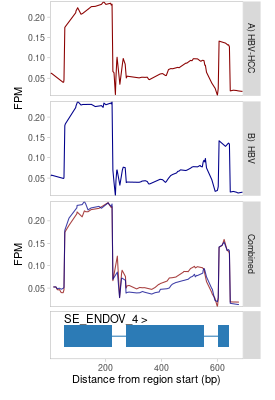 FPM
0.20
0.15
0.10
0.05
A) HBV-HCC
0.20
0.15
0.10
0.05
B) HBV
FPM
0.20
0.15
0.10
0.05
Combined
SE_ENDOV_4 >
200
400
600
Distance from region start (bp)